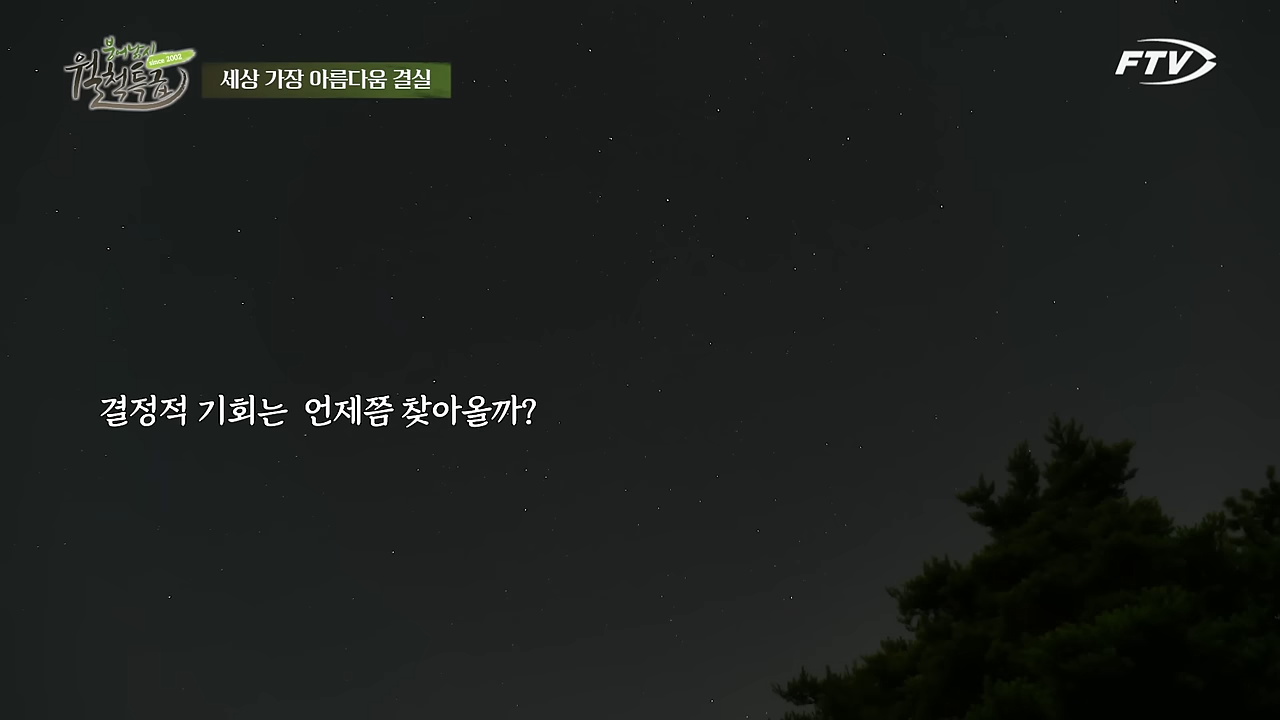 붕어낚시
since 2002
월척특급
세상 가장 아름다움 결실
FTV
결정적 기회는 언제쯤 찾아올까?